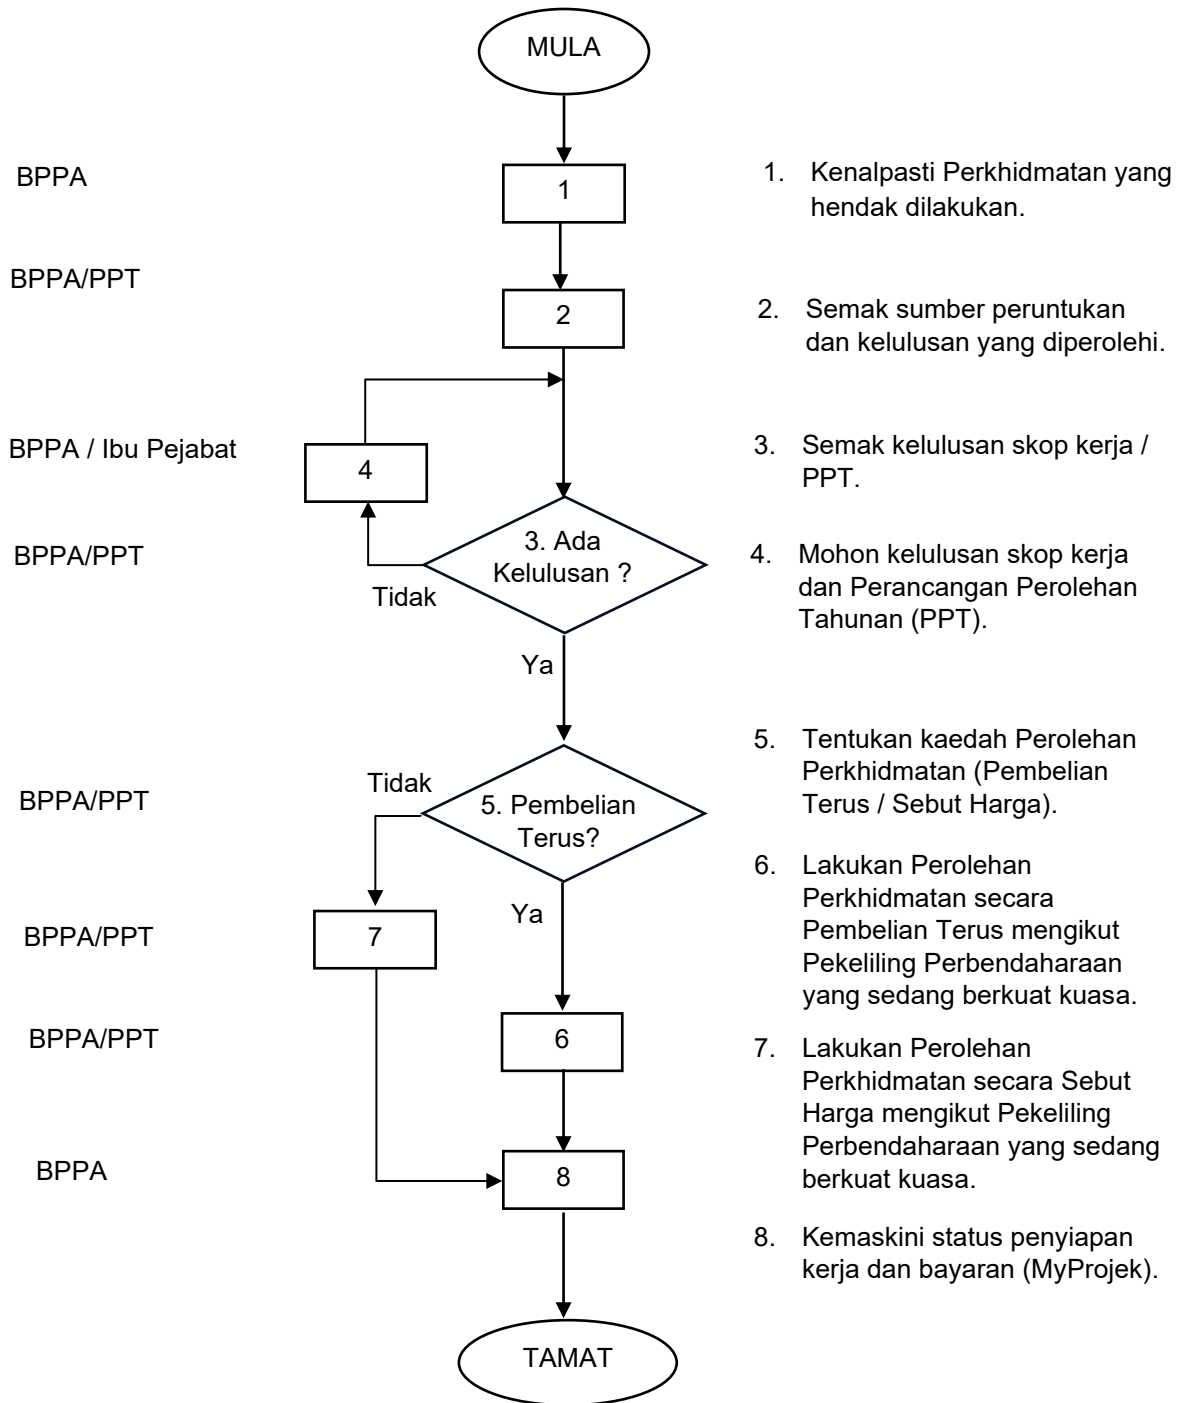 MULA
BPPA
1
1. Kenalpasti Perkhidmatan yang
hendak dilakukan.
BPPA/PPT
2
2. Semak sumber peruntukan
dan kelulusan yang diperolehi.
BPPA / Ibu Pejabat
4
3. Semak kelulusan skop kerja /
PPT.
BPPA/PPT
3. Ada
Kelulusan ?
Tidak
Ya
4. Mohon kelulusan skop kerja
dan Perancangan Perolehan
Tahunan (PPT).
BPPA/PPT
Tidak
5. Pembelian
Terus?
Ya
5. Tentukan kaedah Perolehan
Perkhidmatan (Pembelian
Terus / Sebut Harga).
BPPA/PPT
7
6. Lakukan Perolehan
Perkhidmatan secara
Pembelian Terus mengikut
Pekeliling Perbendaharaan
yang sedang berkuat kuasa.
BPPA/PPT
6
7. Lakukan Perolehan
Perkhidmatan secara Sebut
Harga mengikut Pekeliling
Perbendaharaan yang sedang
berkuat kuasa.
BPPA
8
8. Kemaskini status penyiapan
kerja dan bayaran (MyProjek).
TAMAT